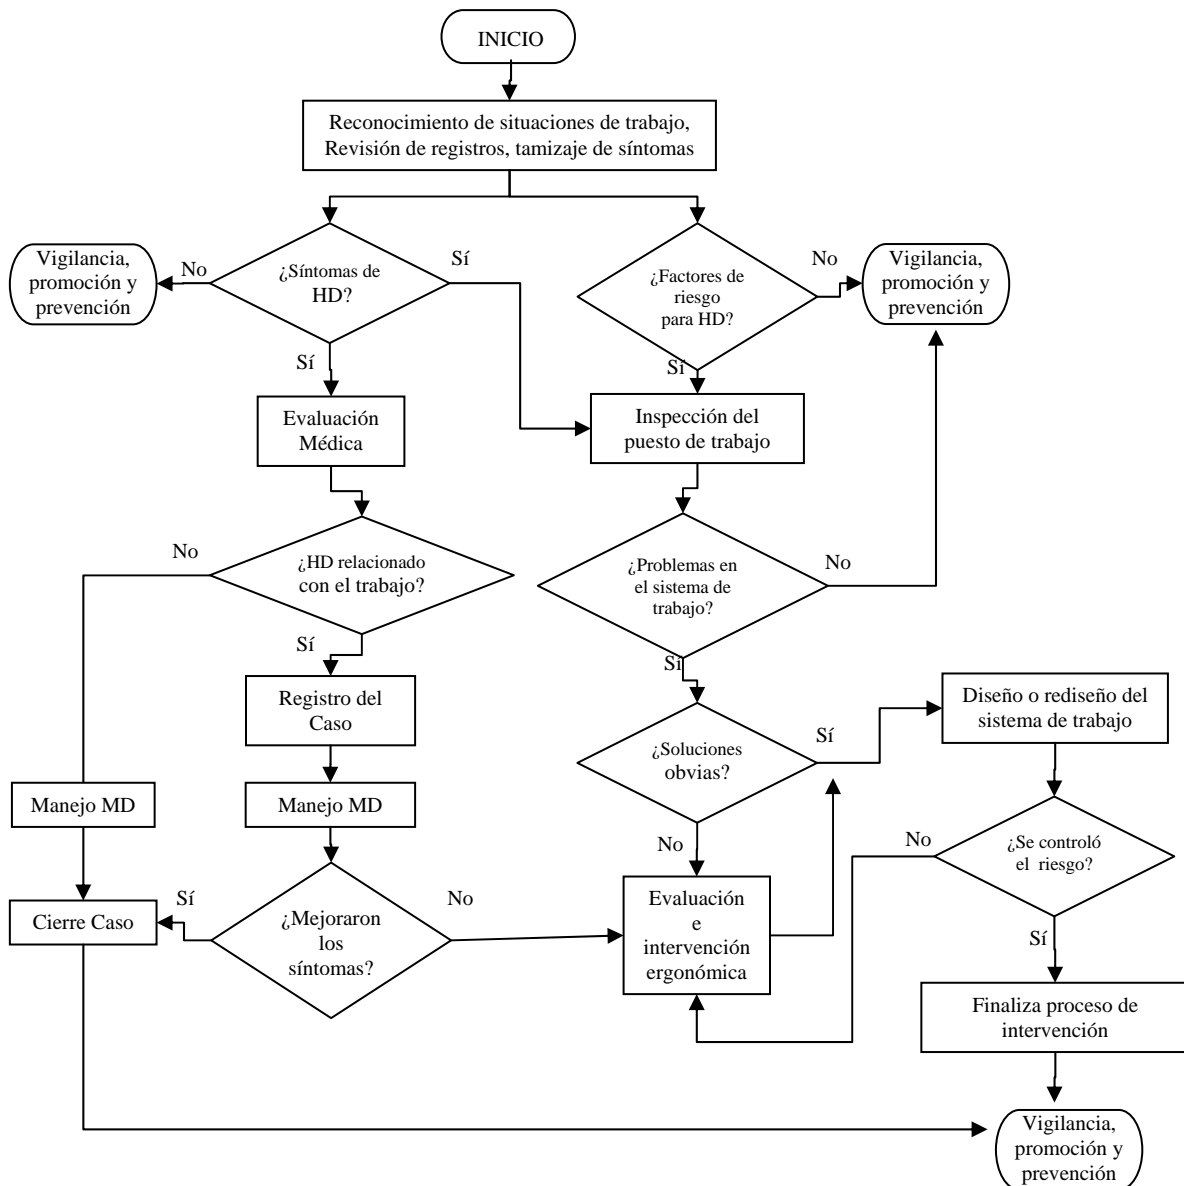 INICIO
Reconocimiento de situaciones de trabajo,
Revisión de registros, tamizaje de síntomas
Vigilancia,
promoción y
prevención
No
¿Síntomas de
HD?
Sí
¿Factores de
riesgo
para HD?
No
Vigilancia,
promoción y
prevención
Sí
Sí
Evaluación
Médica
Inspección del
puesto de trabajo
No
¿HD relacionado
con el trabajo?
¿Problemas en
el sistema de
trabajo?
No
Sí
Sí
Registro del
Caso
Diseño o rediseño del
sistema de trabajo
¿Soluciones
obvias?
Sí
Manejo MD
Manejo MD
No
No
¿Se controló
el riesgo?
Sí
Cierre Caso
¿Mejoraron
los
síntomas?
No
Evaluación
e
intervención
ergonómica
Sí
Finaliza proceso de
intervención
Vigilancia,
promoción y
prevención